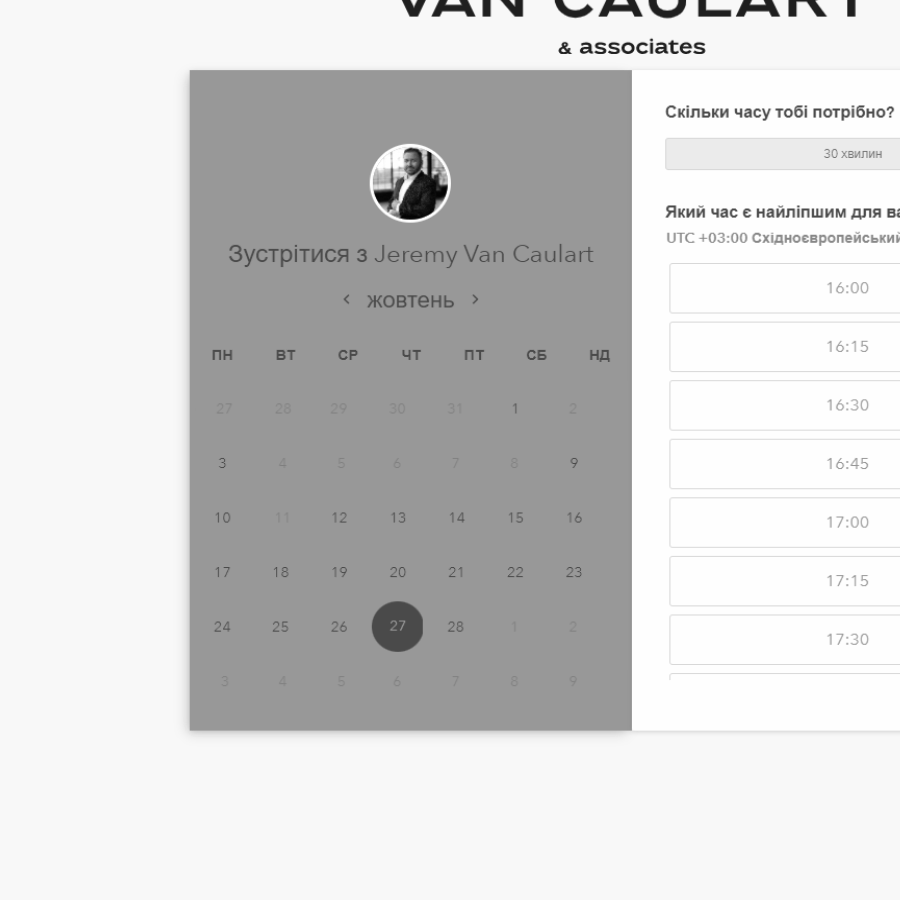 VAN CAULART
& associates
Зустрітися з Jeremy Van Caulart
жовтень
ПН ВТ СР ЧТ ПТ СБ НД
27 28 29 30 31 1 2
3 4 5 6 7 8 9
10 11 12 13 14 15 16
17 18 19 20 21 22 23
24 25 26 27 28 1 2
3 4 5 6 7 8 9
Скільки часу тобі потрібно?
30 хвилин
Який час є найліпшим для ва
UTC +03:00 Східноєвропейський
16:00
16:15
16:30
16:45
17:00
17:15
17:30